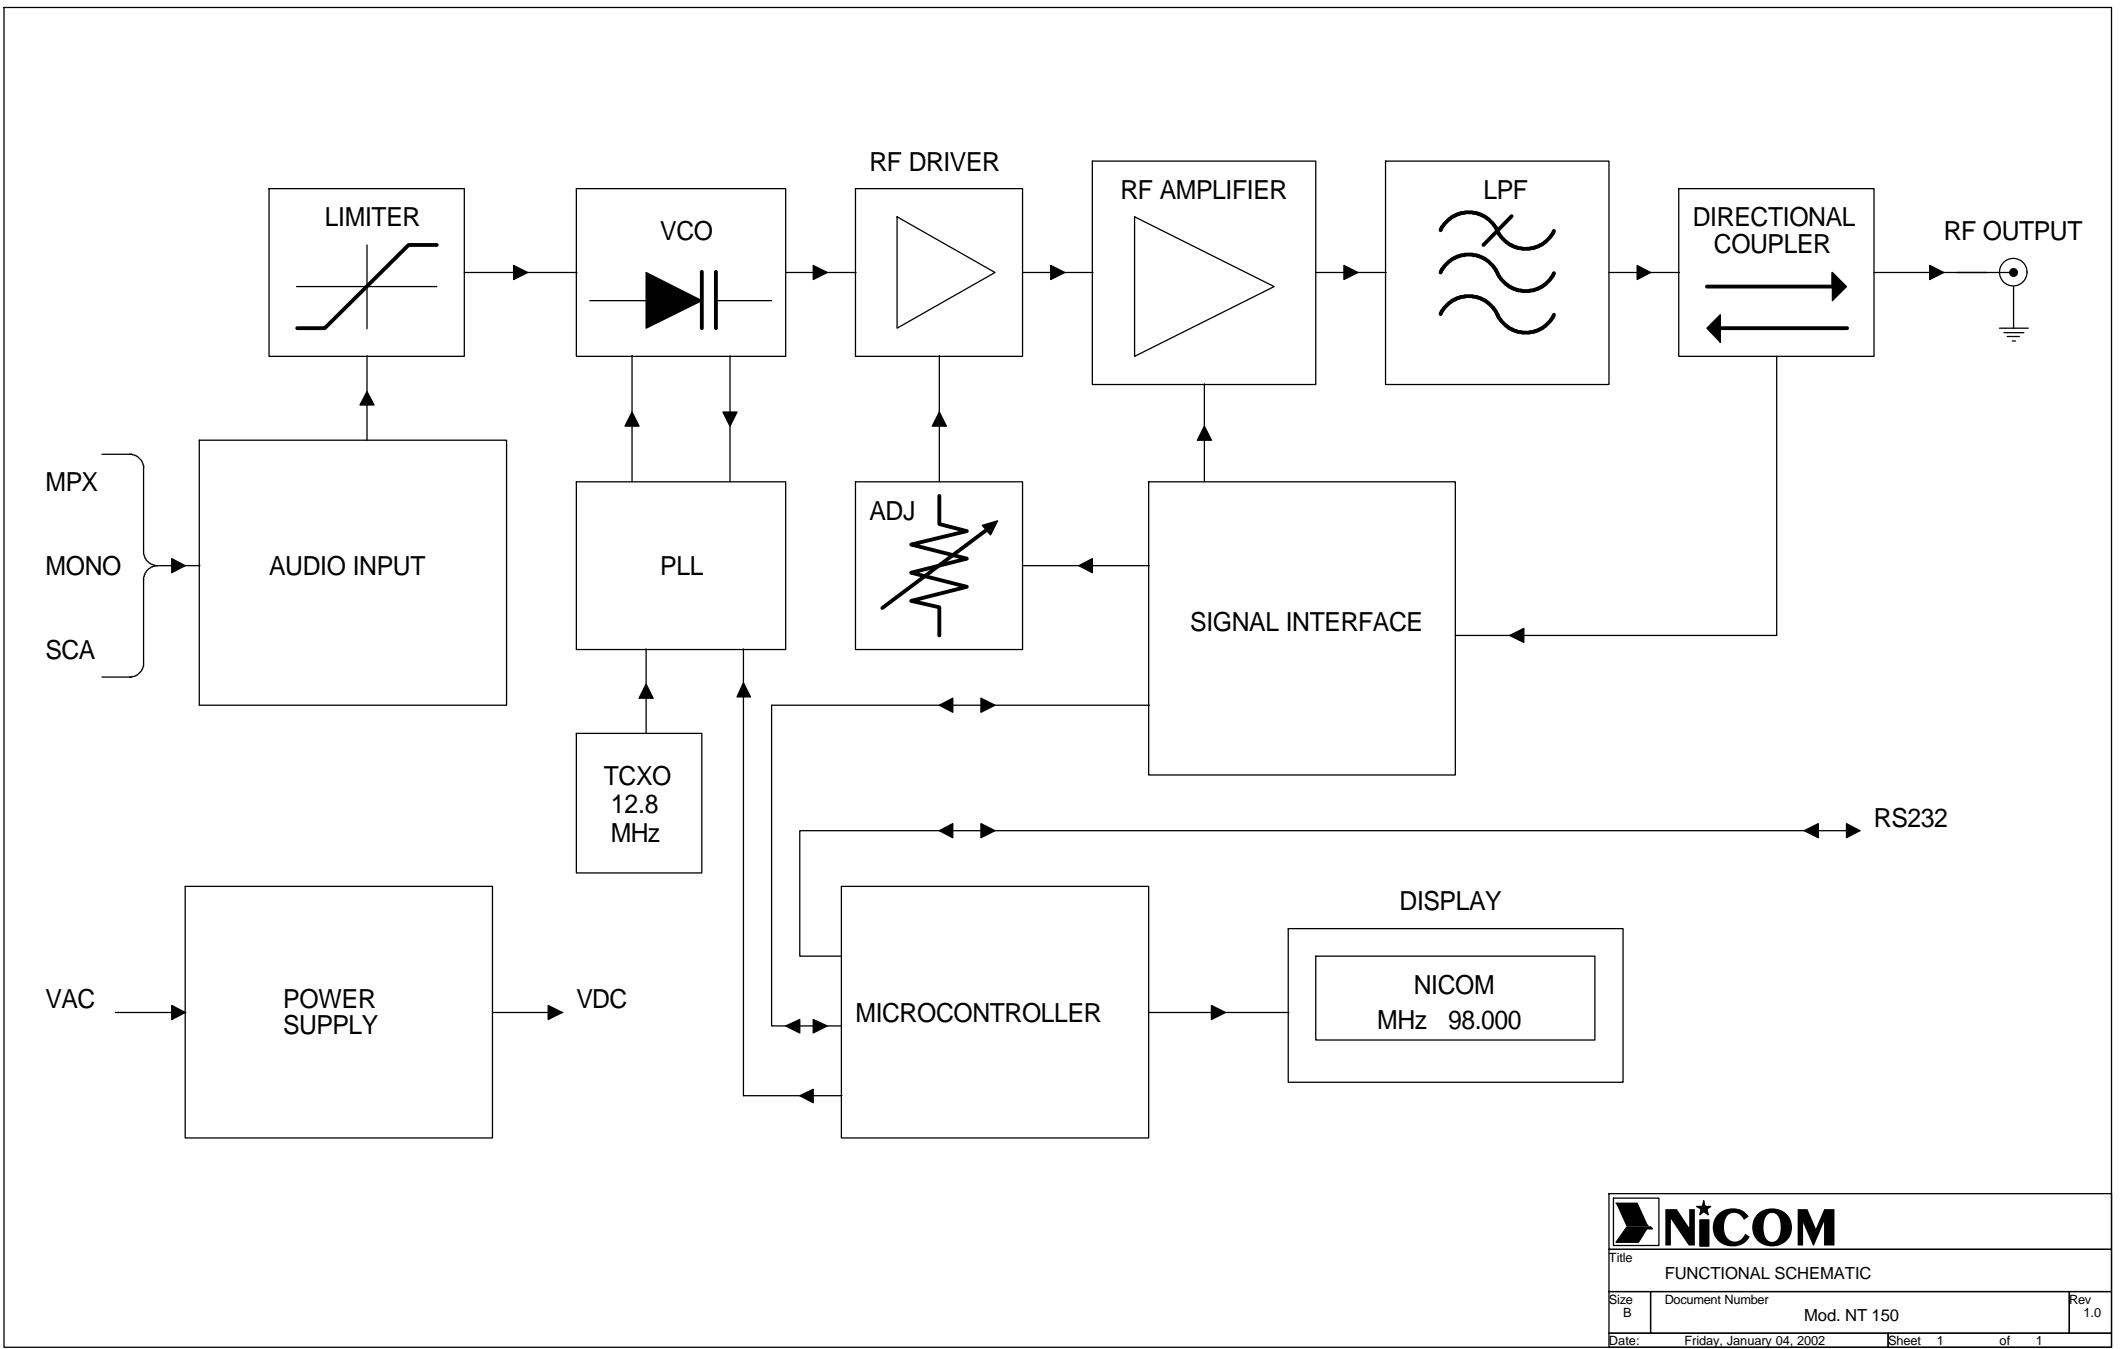 RF DRIVER
LIMITER
VCO
RF AMPLIFIER
LPF
DIRECTIONAL
COUPLER
RF OUTPUT
MPX
MONO
SCA
AUDIO INPUT
PLL
ADJ
SIGNAL INTERFACE
TCXO
12.8
MHz
RS232
DISPLAY
NICOM
MHz 98.000
VAC
POWER
SUPPLY
VDC
MICROCONTROLLER
NiCOM
Title
FUNCTIONAL SCHEMATIC
Size
B
Document Number
Mod. NT 150
Rev
1.0
Date:
Friday, January 04, 2002
Sheet 1 of 1